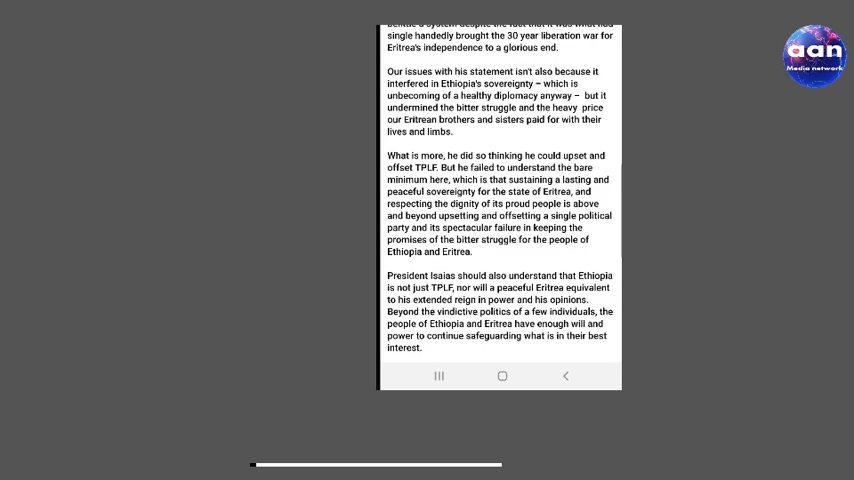 single handedly brought the 30 year liberation war for
Eritrea's independence to a glorious end.
Our issues with his statement isn't also because it
interfered in Ethiopia's sovereignty – which is
unbecoming of a healthy diplomacy anyway – but it
undermined the bitter struggle and the heavy price
our Eritrean brothers and sisters paid for with their
lives and limbs.
What is more, he did so thinking he could upset and
offset TPLF. But he failed to understand the bare
minimum here, which is that sustaining a lasting and
peaceful sovereignty for the state of Eritrea, and
respecting the dignity of its proud people is above
and beyond upsetting and offsetting a single political
party and its spectacular failure in keeping the
promises of the bitter struggle for the people of
Ethiopia and Eritrea.
President Isaias should also understand that Ethiopia
is not just TPLF, nor will a peaceful Eritrea equivalent
to his extended reign in power and his opinions.
Beyond the vindictive politics of a few individuals, the
people of Ethiopia and Eritrea have enough will and
power to continue safeguarding what is in their best
interest.
aan
Media network